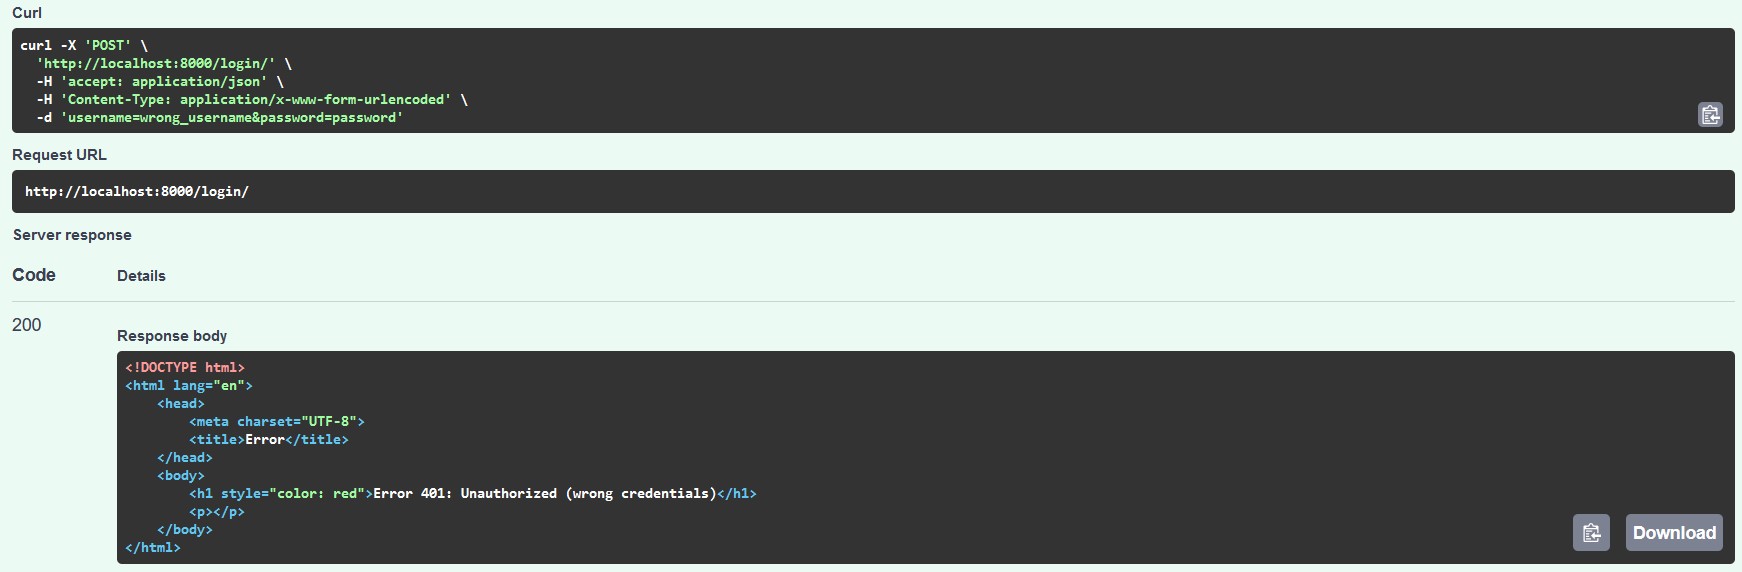 Curl
curl -X 'POST' \
  'http://localhost:8000/login/' \
  -H 'accept: application/json' \
  -H 'Content-Type: application/x-www-form-urlencoded' \
  -d 'username=wrong_username&password=password'
Request URL
http://localhost:8000/login/
Server response
Code Details
200
Response body
<!DOCTYPE html>
<html lang="en">
    <head>
        <meta charset="UTF-8">
        <title>Error</title>
    </head>
    <body>
        <h1 style="color: red">Error 401: Unauthorized (wrong credentials)</h1>
        <p></p>
    </body>
</html>
Download